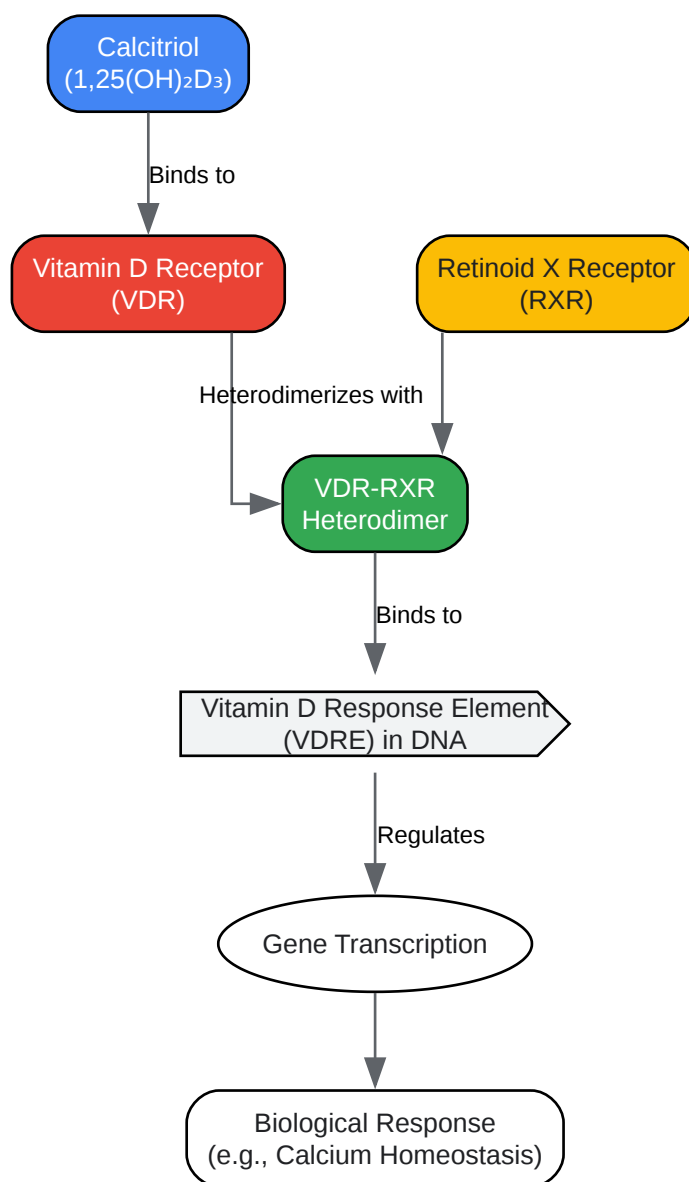 Calcitriol
(1,25(OH)₂D₃)
Binds to
Vitamin D Receptor
(VDR)
Retinoid X Receptor
(RXR)
Heterodimerizes with
VDR-RXR
Heterodimer
Binds to
Vitamin D Response Element
(VDRE) in DNA
Regulates
Gene Transcription
Biological Response
(e.g., Calcium Homeostasis)